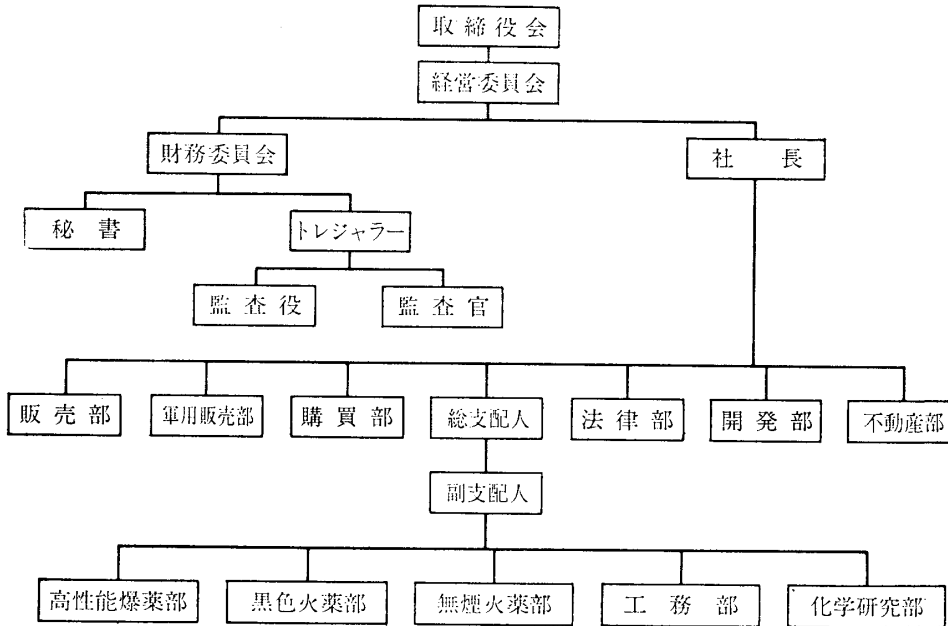 取締役会
経営委員会
財務委員会
社長
秘書
トレジャラー
監査役
監査官
販売部
軍用販売部
購買部
総支配人
法律部
開発部
不動産部
副支配人
高性能爆薬部
黒色火薬部
無煙火薬部
工務部
化学研究部